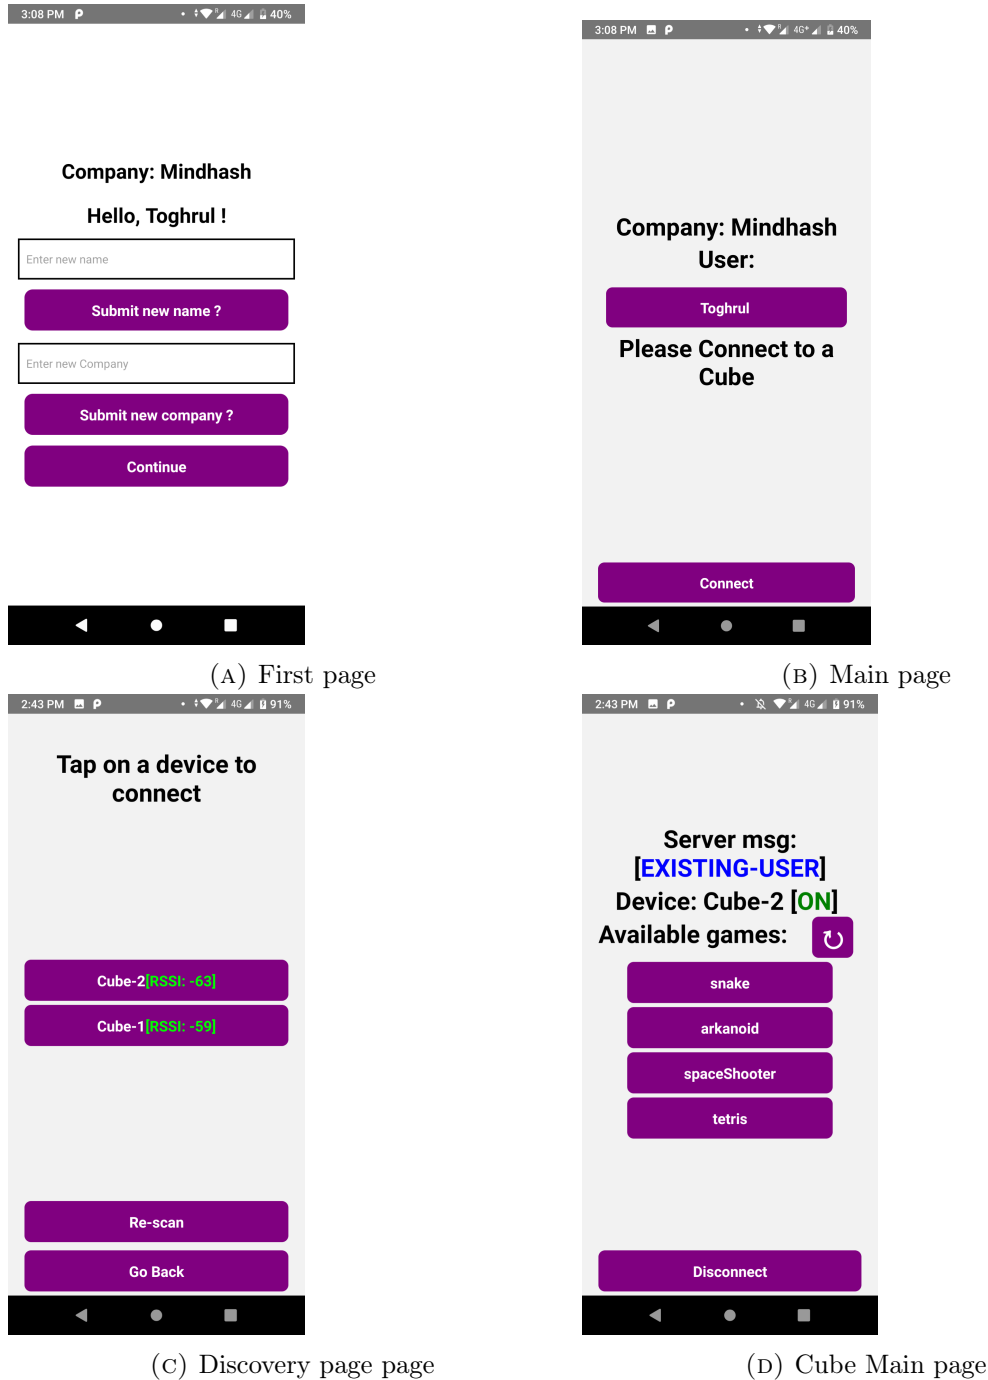 3:08 PM 4G 40%
Company: Mindhash
Hello, Toghrul !
Enter new name
Submit new name ?
Enter new Company
Submit new company ?
Continue
(A) First page
3:08 PM R 4G+ 40%
Company: Mindhash
User:
Toghrul
Please Connect to a
Cube
Connect
(B) Main page
2:43 PM R 4G 91%
Tap on a device to
connect
Cube-2[RSSI: -63]
Cube-1[RSSI: -59]
Re-scan
Go Back
(C) Discovery page page
2:43 PM R 4G 91%
Server msg:
[EXISTING-USER]
Device: Cube-2 [ON]
Available games:
snake
arkanoid
spaceShooter
tetris
Disconnect
(D) Cube Main page